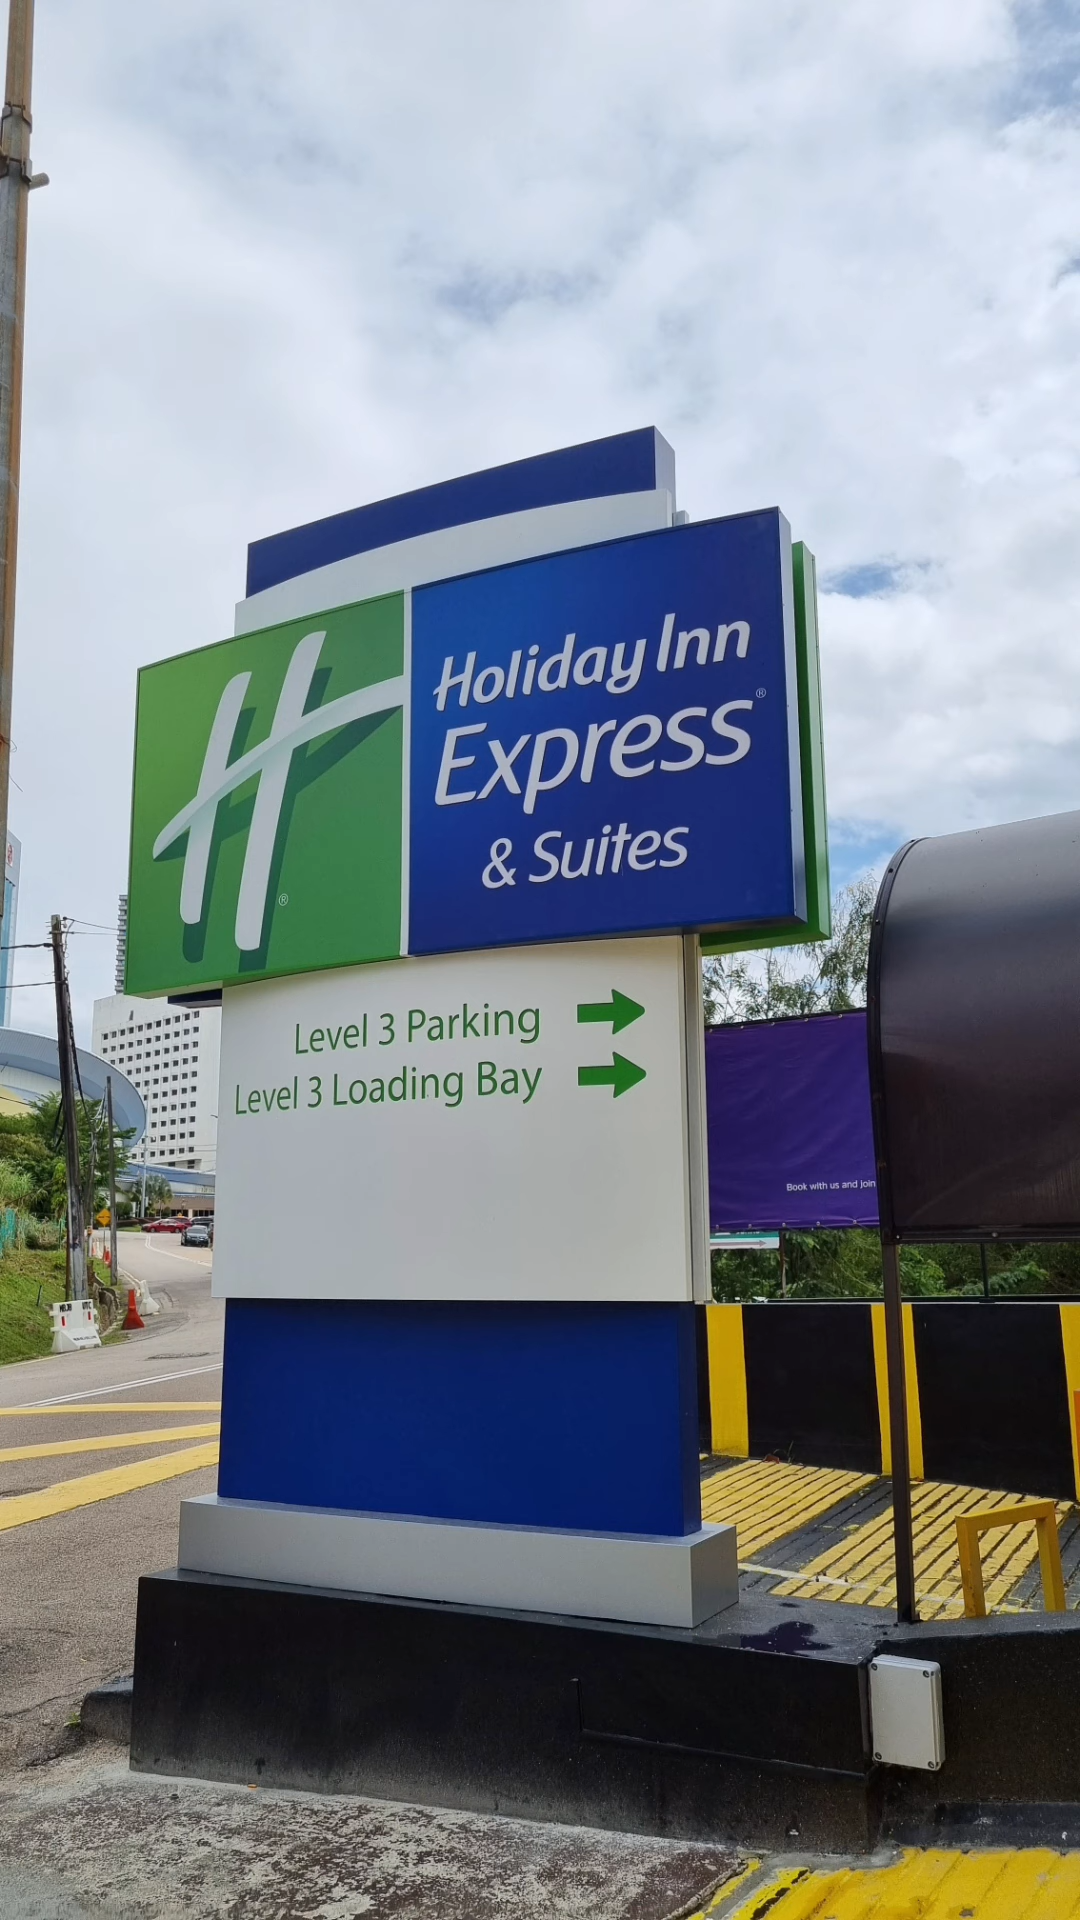 H
®
Holiday Inn
Express®
& Suites
Level 3 Parking
Level 3 Loading Bay
Book with us and join